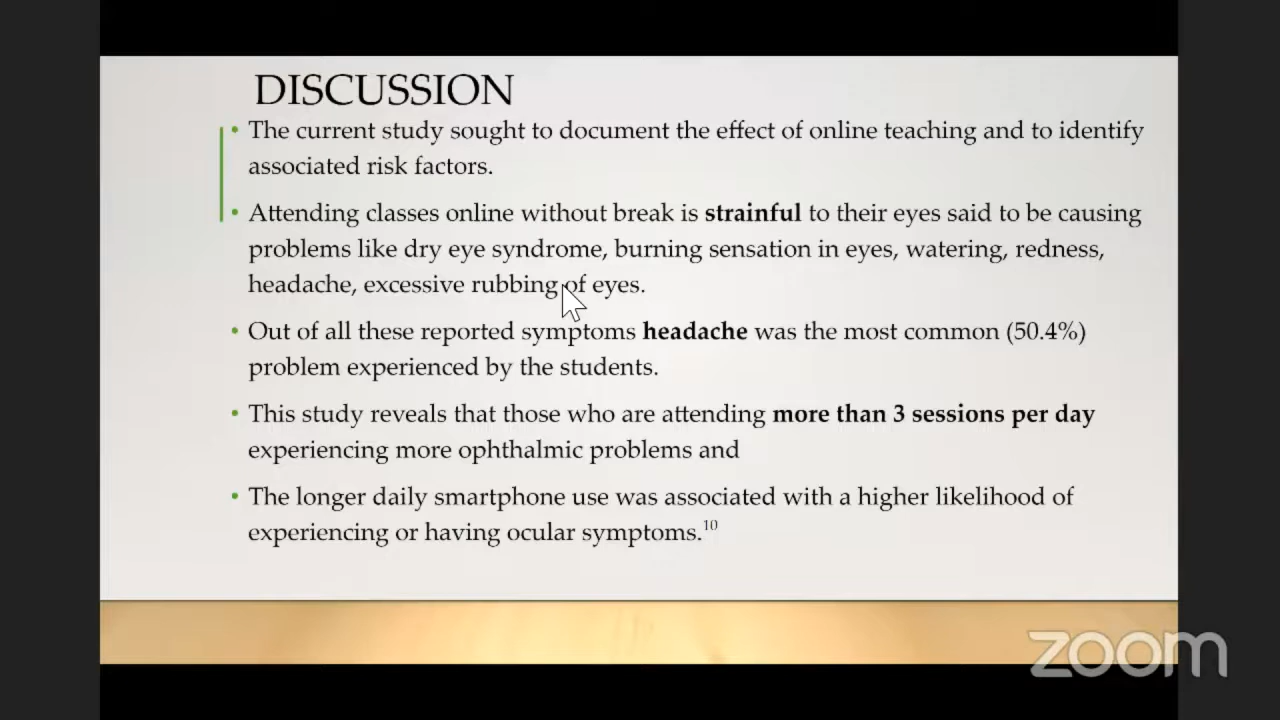 DISCUSSION
• The current study sought to document the effect of online teaching and to identify
associated risk factors.
• Attending classes online without break is strainful to their eyes said to be causing
problems like dry eye syndrome, burning sensation in eyes, watering, redness,
headache, excessive rubbing of eyes.
• Out of all these reported symptoms headache was the most common (50.4%)
problem experienced by the students.
• This study reveals that those who are attending more than 3 sessions per day
experiencing more ophthalmic problems and
• The longer daily smartphone use was associated with a higher likelihood of
experiencing or having ocular symptoms.10
zoom